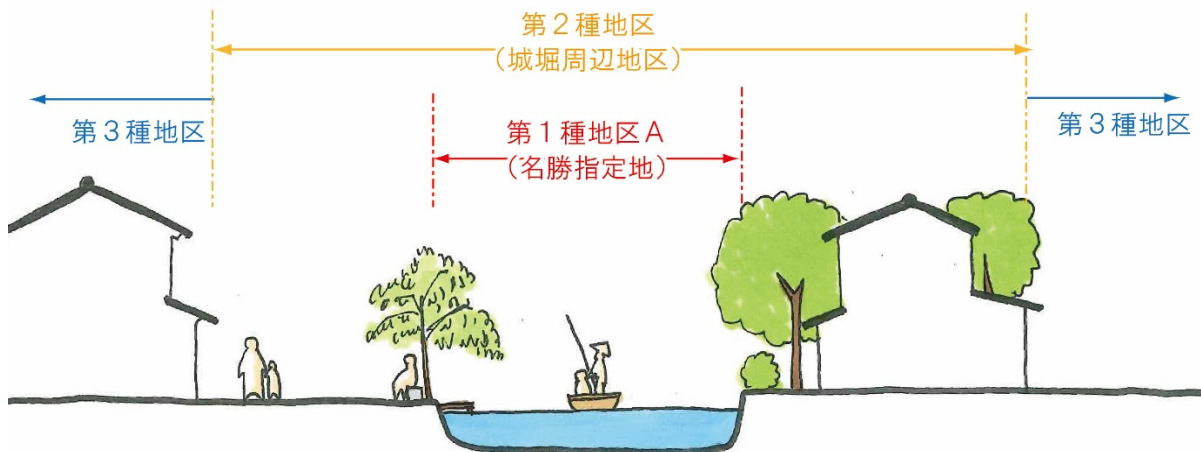 第２種地区
（城堀周辺地区）
第３種地区
第１種地区Ａ
（名勝指定地）
第３種地区